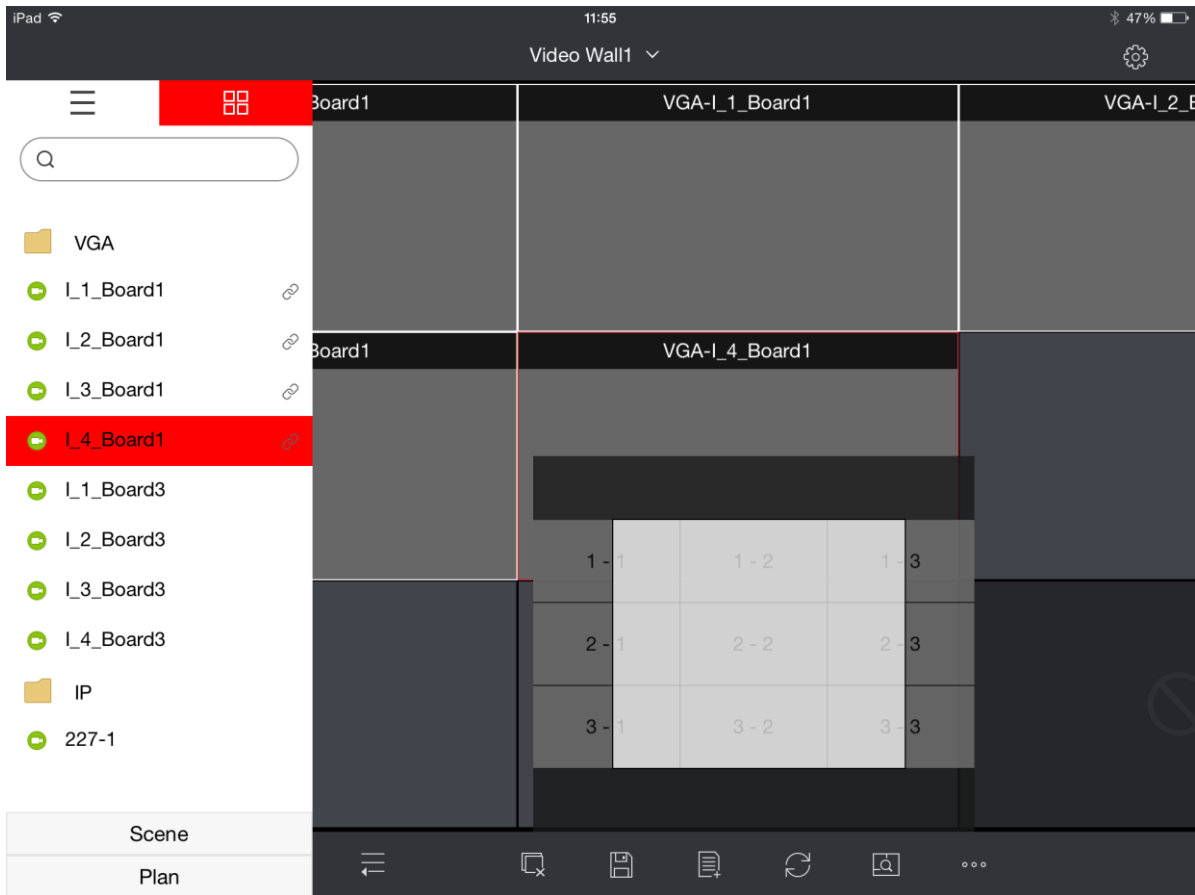 iPad 11:55 47%
Video Wall1
Board1 VGA-I_1_Board1 VGA-I_2_B
VGA
I_1_Board1
I_2_Board1
Board1 VGA-I_4_Board1
I_3_Board1
I_4_Board1
I_1_Board3
I_2_Board3
I_3_Board3
I_4_Board3
IP
227-1
1 - 1 1 - 2 1 - 3
2 - 1 2 - 2 2 - 3
3 - 1 3 - 2 3 - 3
Scene
Plan